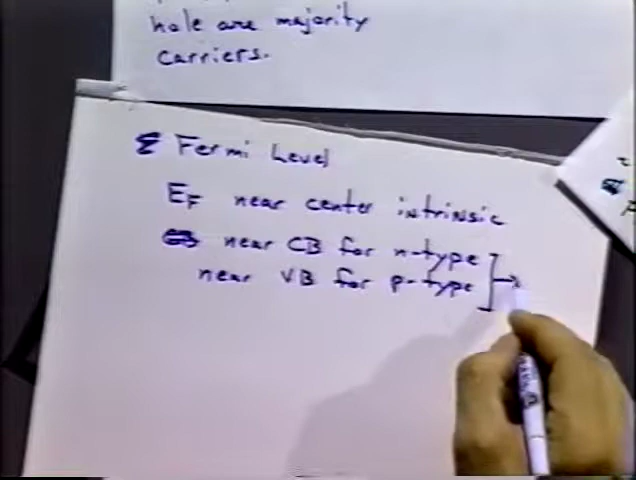 hole are majority
carriers.
Fermi Level
EF near center intrinsic
near CB for n-type
near VB for p-type